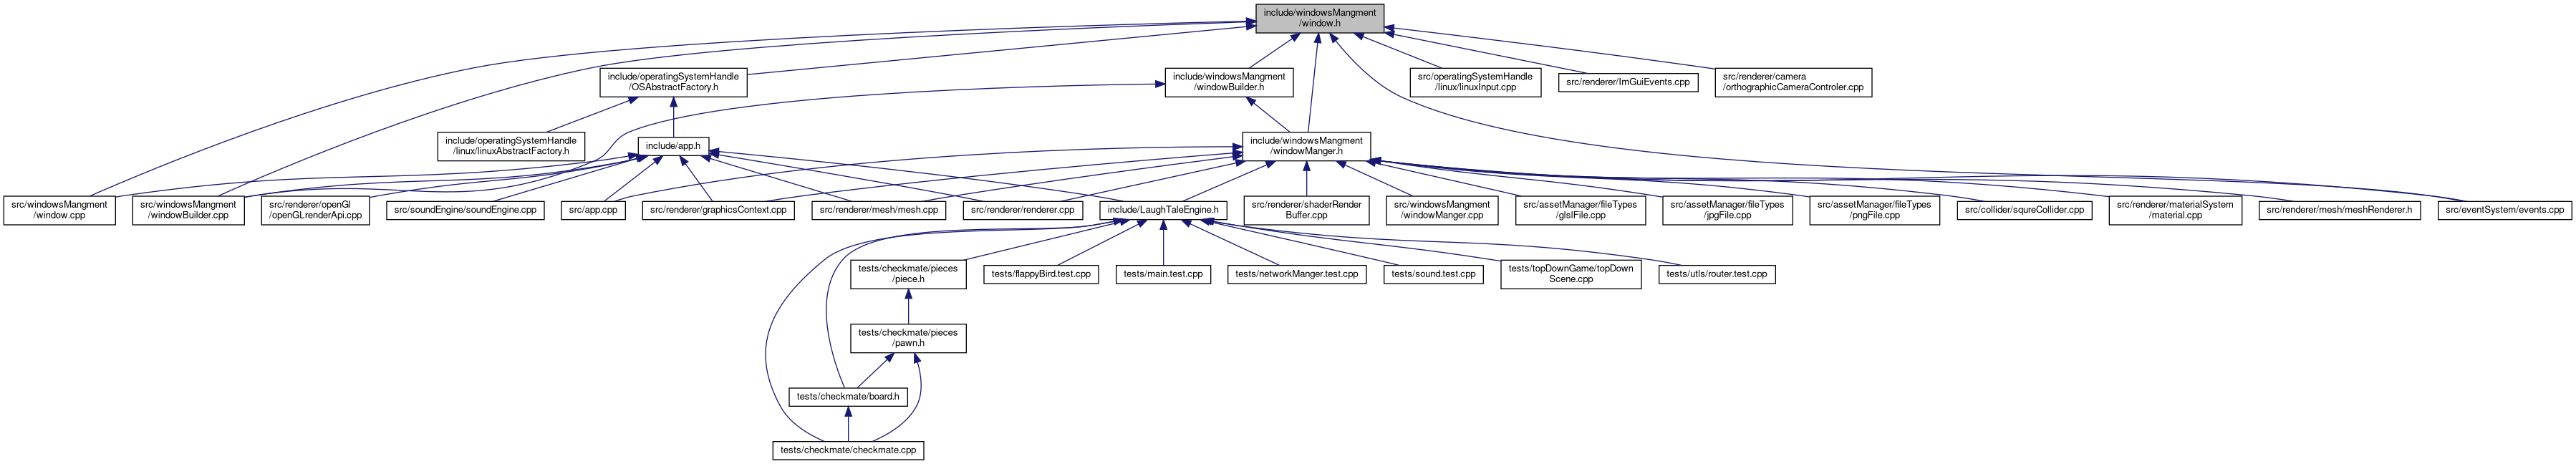 include/windowsMangment
/window.h
include/operatingSystemHandle
/OSAbstractFactory.h
include/windowsMangment
/windowBuilder.h
src/operatingSystemHandle
/linux/linuxInput.cpp
src/renderer/ImGuiEvents.cpp
src/renderer/camera
/orthographicCameraControler.cpp
include/operatingSystemHandle
/linux/linuxAbstractFactory.h
include/app.h
include/windowsMangment
/windowManger.h
src/windowsMangment
/window.cpp
src/windowsMangment
/windowBuilder.cpp
src/renderer/openGl
/openGLrenderApi.cpp
src/soundEngine/soundEngine.cpp
src/app.cpp
src/renderer/graphicsContext.cpp
src/renderer/mesh/mesh.cpp
src/renderer/renderer.cpp
include/LaughTaleEngine.h
src/renderer/shaderRender
Buffer.cpp
src/windowsMangment
/windowManger.cpp
src/assetManager/fileTypes
/glslFile.cpp
src/assetManager/fileTypes
/jpgFile.cpp
src/assetManager/fileTypes
/pngFile.cpp
src/collider/squreCollider.cpp
src/renderer/materialSystem
/material.cpp
src/renderer/mesh/meshRenderer.h
src/eventSystem/events.cpp
tests/checkmate/pieces
/piece.h
tests/flappyBird.test.cpp
tests/main.test.cpp
tests/networkManger.test.cpp
tests/sound.test.cpp
tests/topDownGame/topDown
Scene.cpp
tests/utls/router.test.cpp
tests/checkmate/pieces
/pawn.h
tests/checkmate/board.h
tests/checkmate/checkmate.cpp